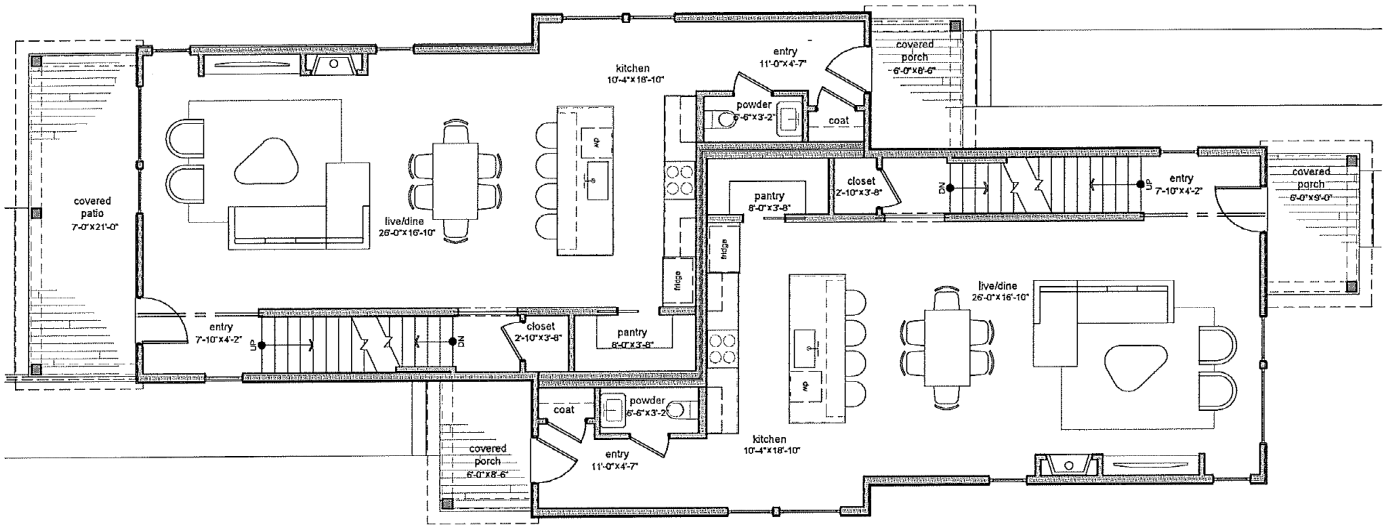 kitchen
10'-4"x18'-10"
entry
11'-0"x4'-7"
covered
porch
6'-0"x8'-6"
powder
6'-6"x3'-2"
coat
dw
covered
patio
7'-0"x21'-0"
live/dine
26'-0"x16'-10"
fridge
entry
7'-10"x4'-2"
UP
DN
closet
2'-10"x3'-8"
pantry
8'-0"x3'-8"
pantry
8'-0"x3'-8"
closet
2'-10"x3'-8"
DN
UP
entry
7'-10"x4'-2"
covered
porch
6'-0"x9'-0"
fridge
live/dine
26'-0"x16'-10"
dw
coat
powder
6'-6"x3'-2"
covered
porch
6'-0"x8'-6"
entry
11'-0"x4'-7"
kitchen
10'-4"x18'-10"